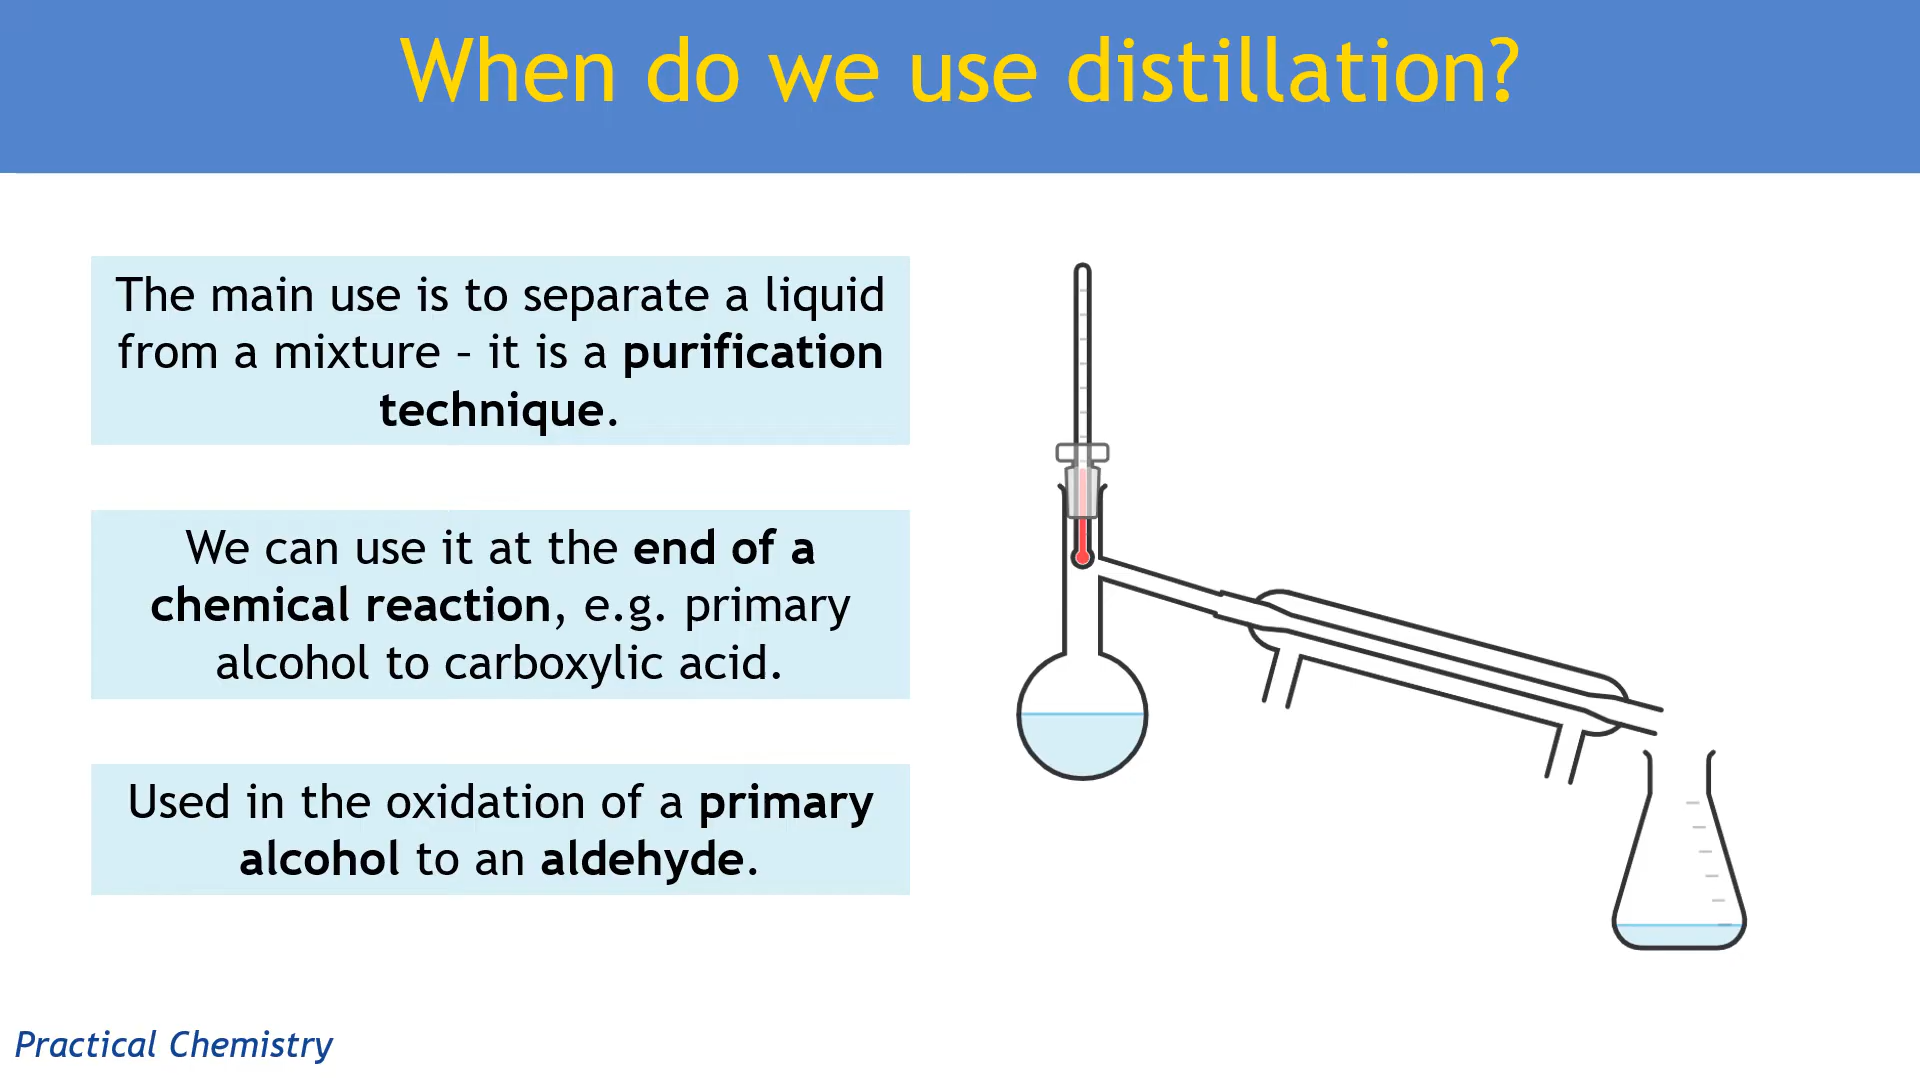 When do we use distillation?
The main use is to separate a liquid
from a mixture – it is a purification
technique.
We can use it at the end of a
chemical reaction, e.g. primary
alcohol to carboxylic acid.
Used in the oxidation of a primary
alcohol to an aldehyde.
Practical Chemistry